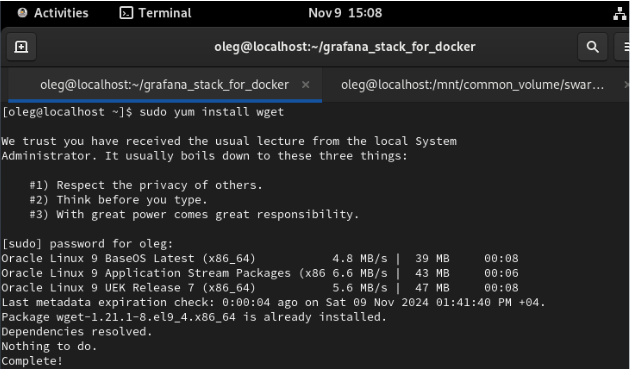 Activities Terminal Nov 9 15:08
oleg@localhost:~/grafana_stack_for_docker
oleg@localhost:~/grafana_stack_for_docker × oleg@localhost:/mnt/common_volume/swar... ×
[oleg@localhost ~]$ sudo yum install wget

We trust you have received the usual lecture from the local System
Administrator. It usually boils down to these three things:

    #1) Respect the privacy of others.
    #2) Think before you type.
    #3) With great power comes great responsibility.

[sudo] password for oleg:
Oracle Linux 9 BaseOS Latest (x86_64)           4.8 MB/s |  39 MB     00:08
Oracle Linux 9 Application Stream Packages (x86 6.6 MB/s |  43 MB     00:06
Oracle Linux 9 UEK Release 7 (x86_64)           5.6 MB/s |  47 MB     00:08
Last metadata expiration check: 0:00:04 ago on Sat 09 Nov 2024 01:41:40 PM +04.
Package wget-1.21.1-8.el9_4.x86_64 is already installed.
Dependencies resolved.
Nothing to do.
Complete!